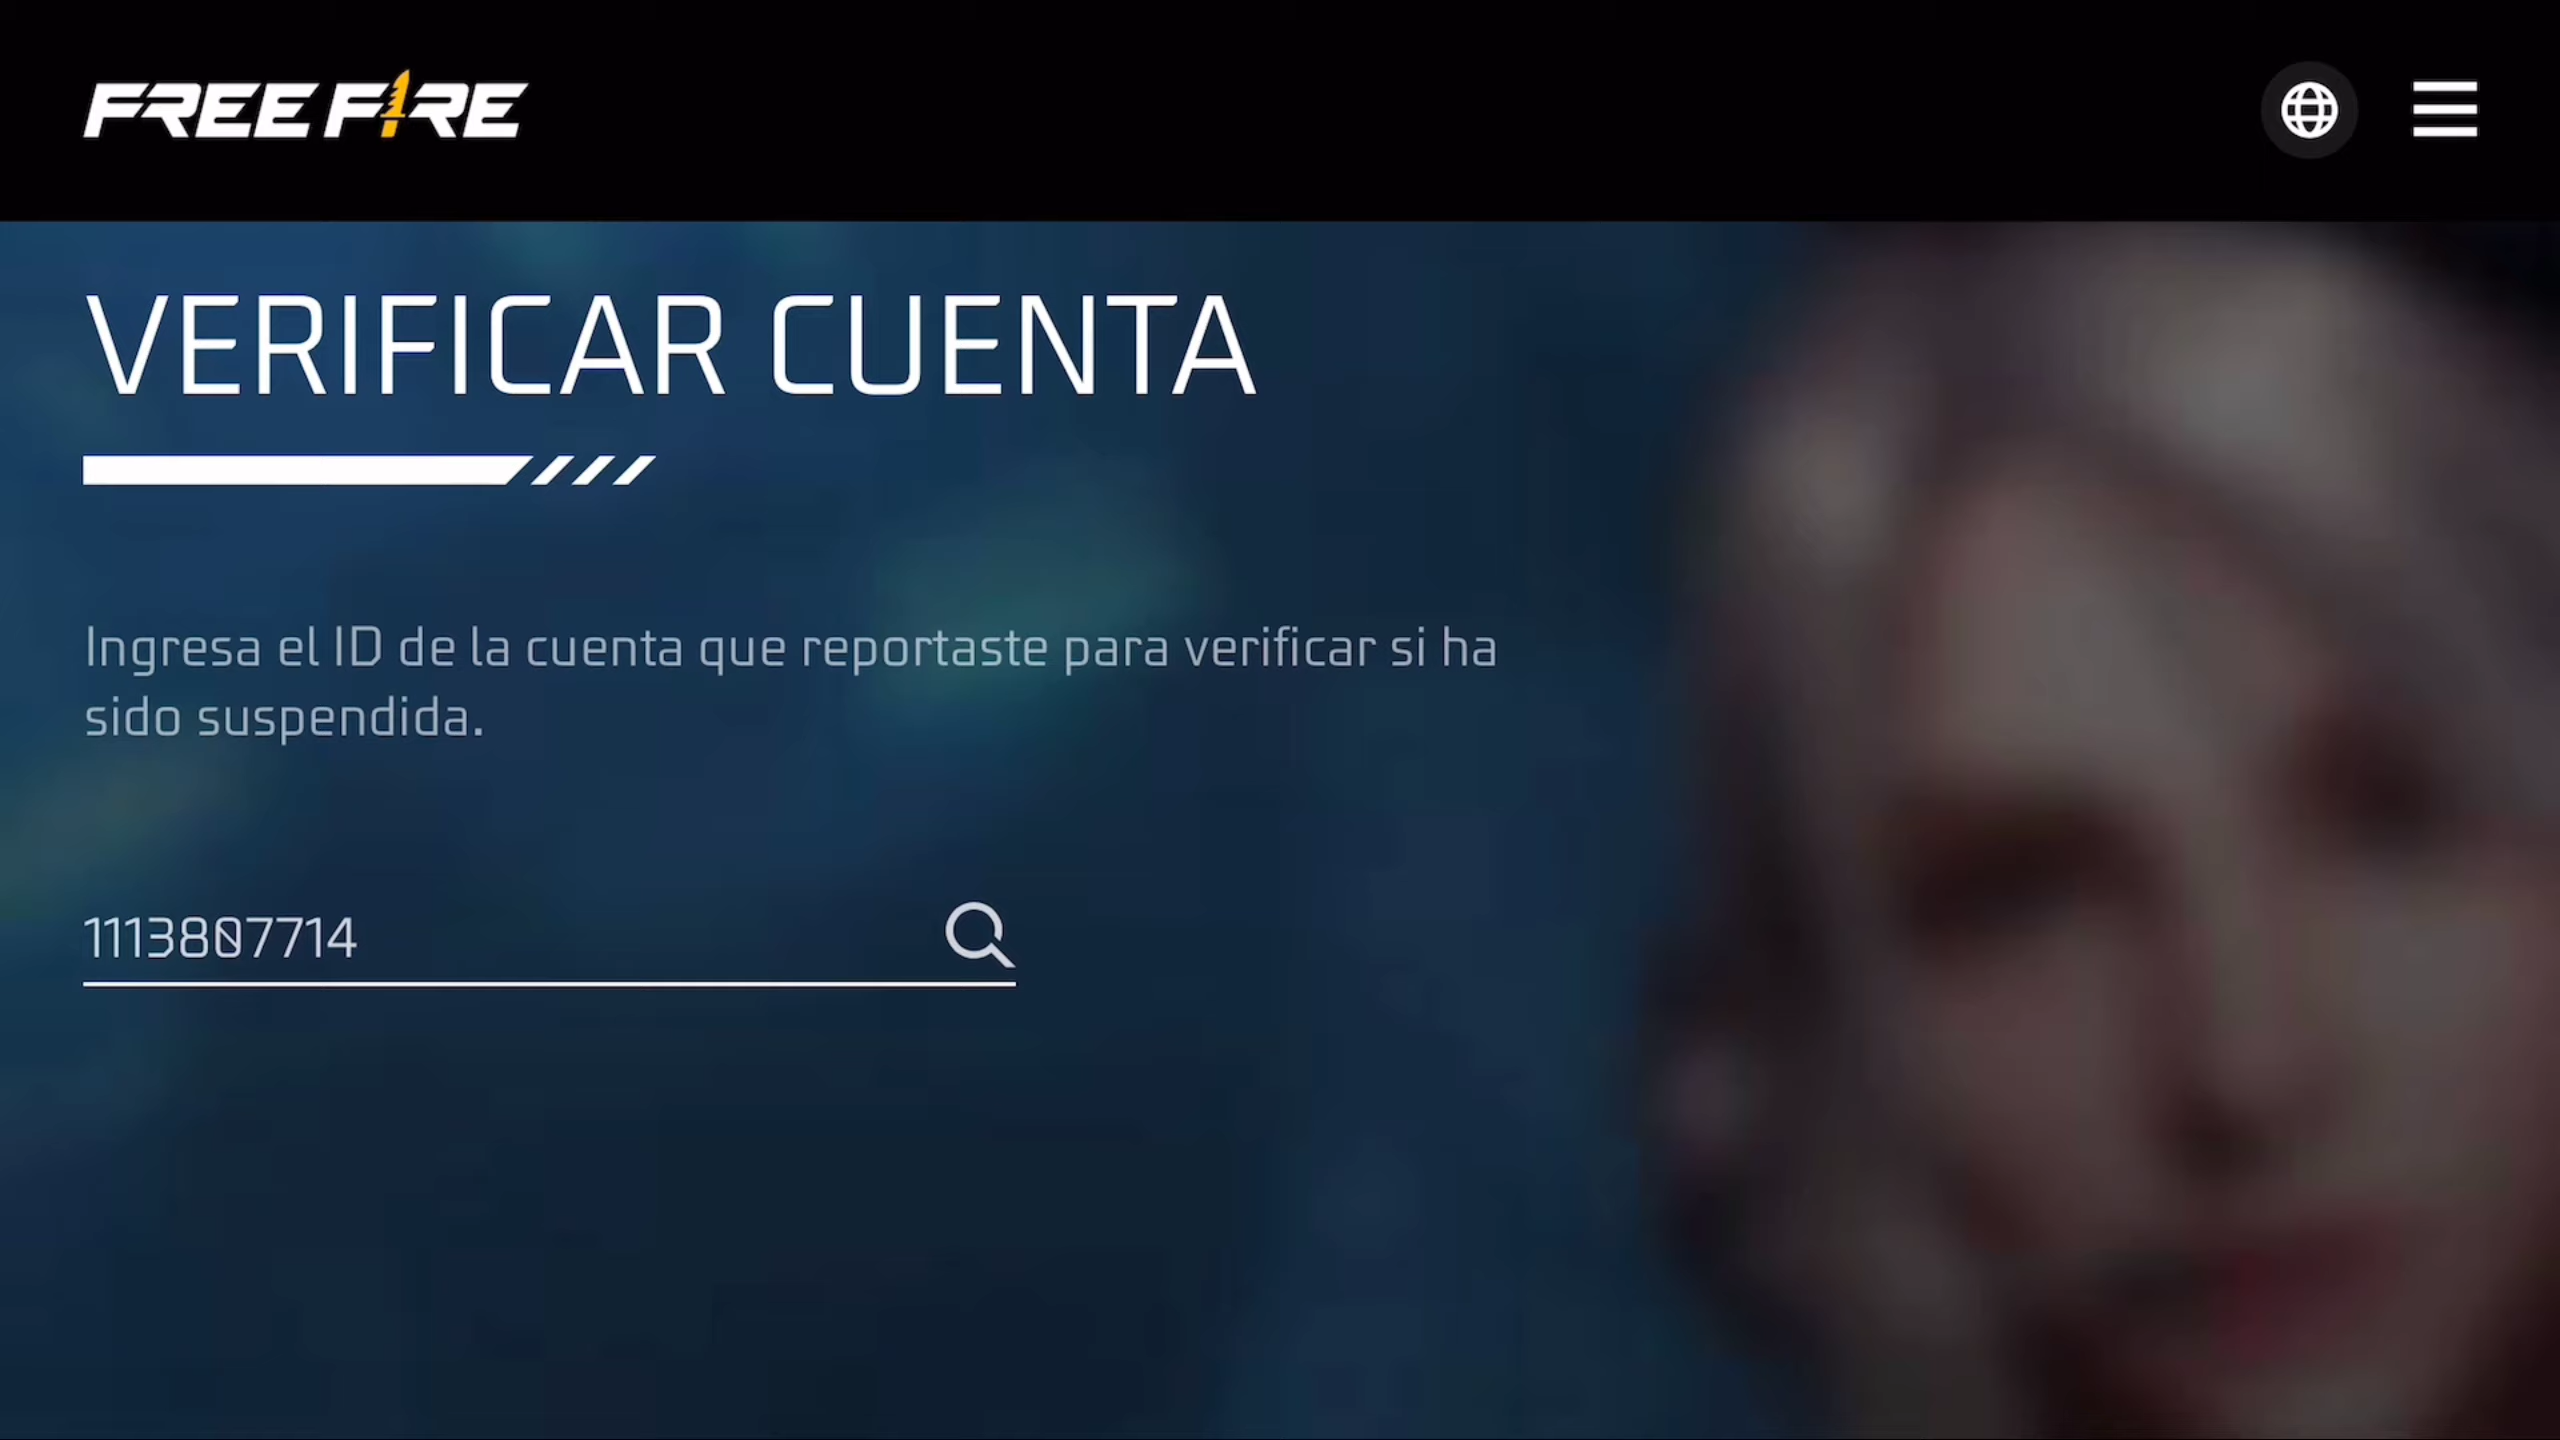 FREE FIRE
VERIFICAR CUENTA
Ingresa el ID de la cuenta que reportaste para verificar si ha
sido suspendida.
1113807714